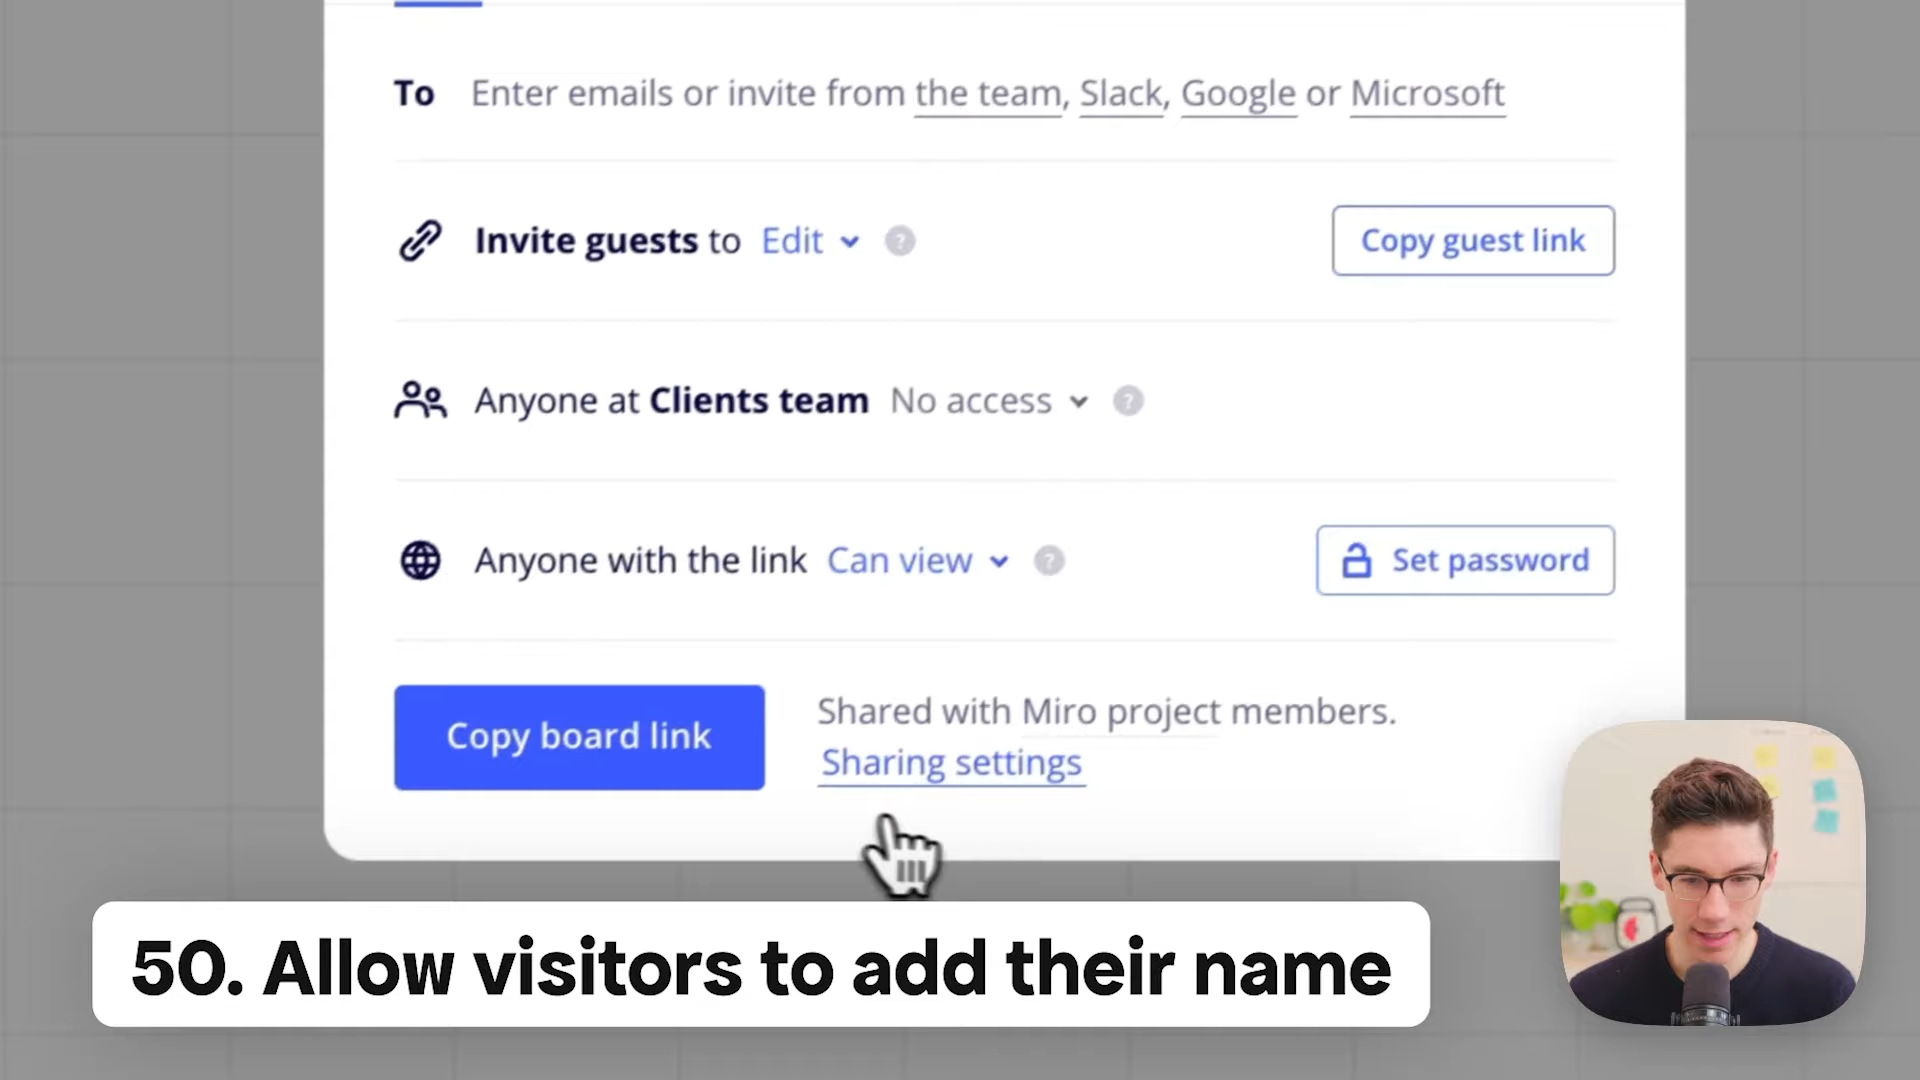 To Enter emails or invite from the team, Slack, Google or Microsoft
Invite guests to Edit ?
Copy guest link
Anyone at Clients team No access ?
Anyone with the link Can view ?
Set password
Copy board link
Shared with Miro project members.
Sharing settings
50. Allow visitors to add their name